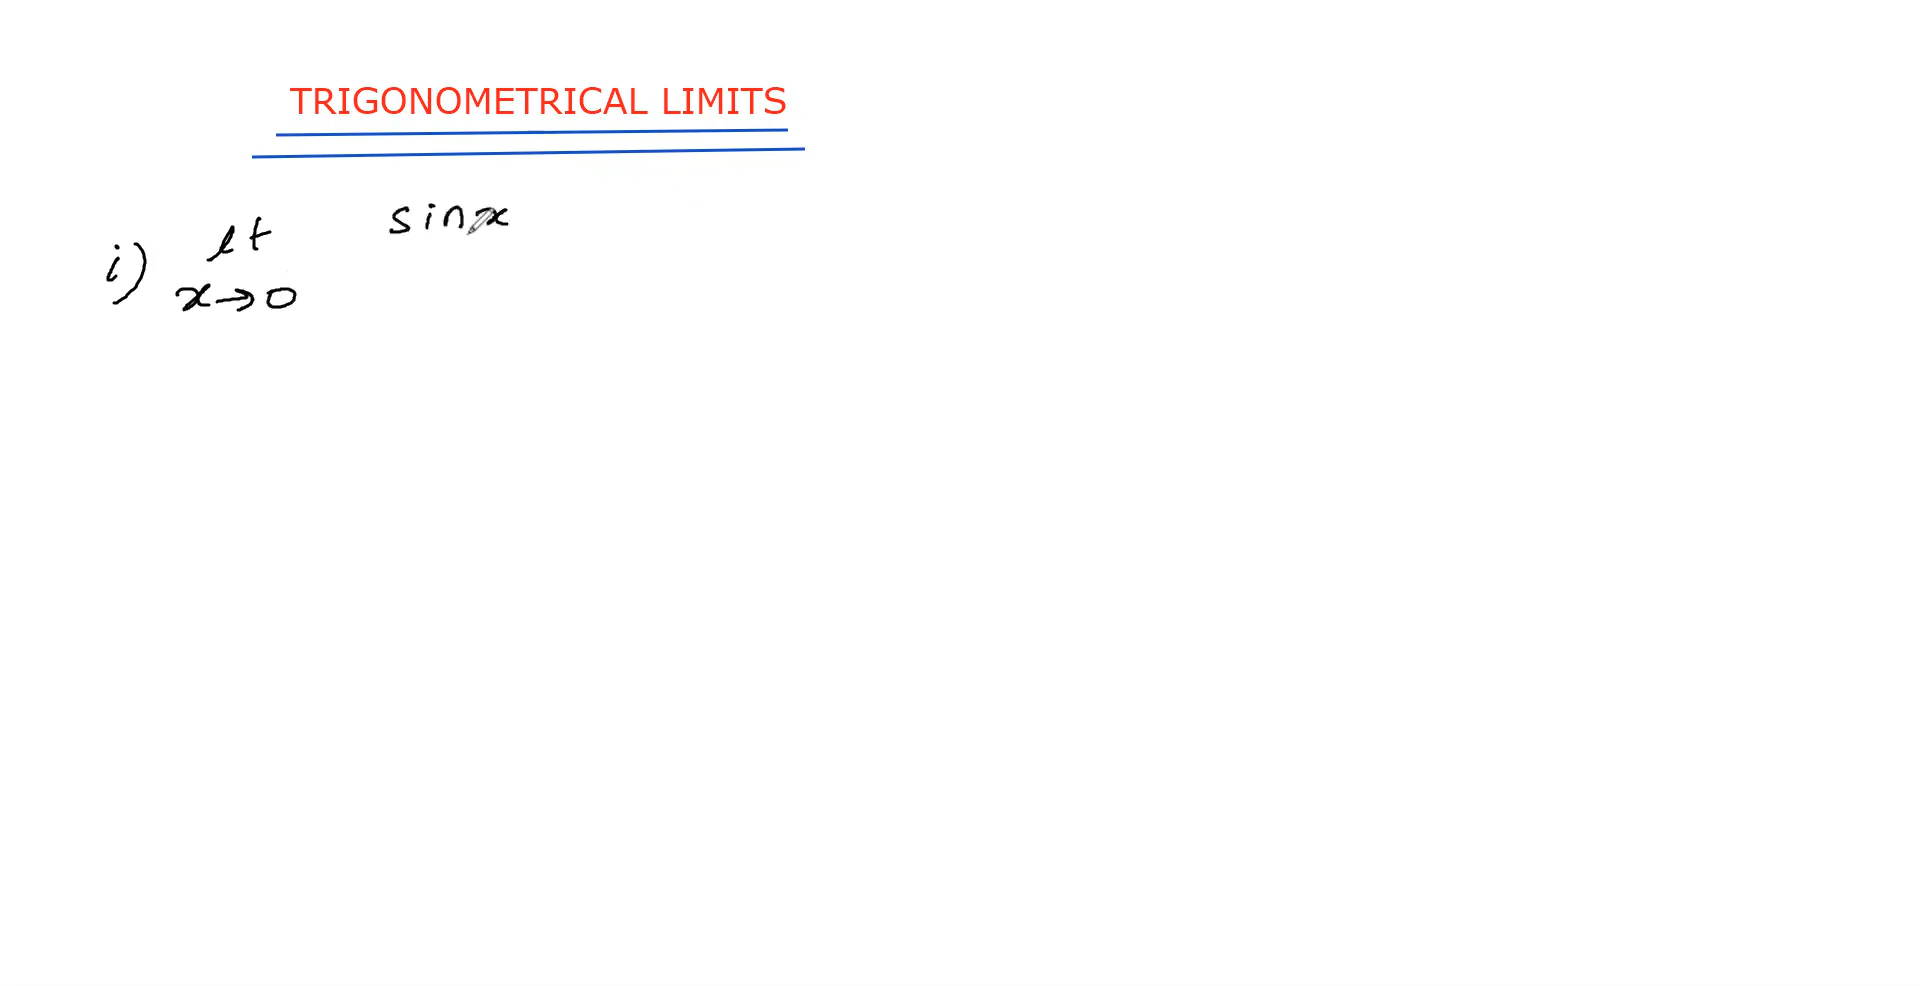 TRIGONOMETRICAL LIMITS
i) lt sinx
x→0